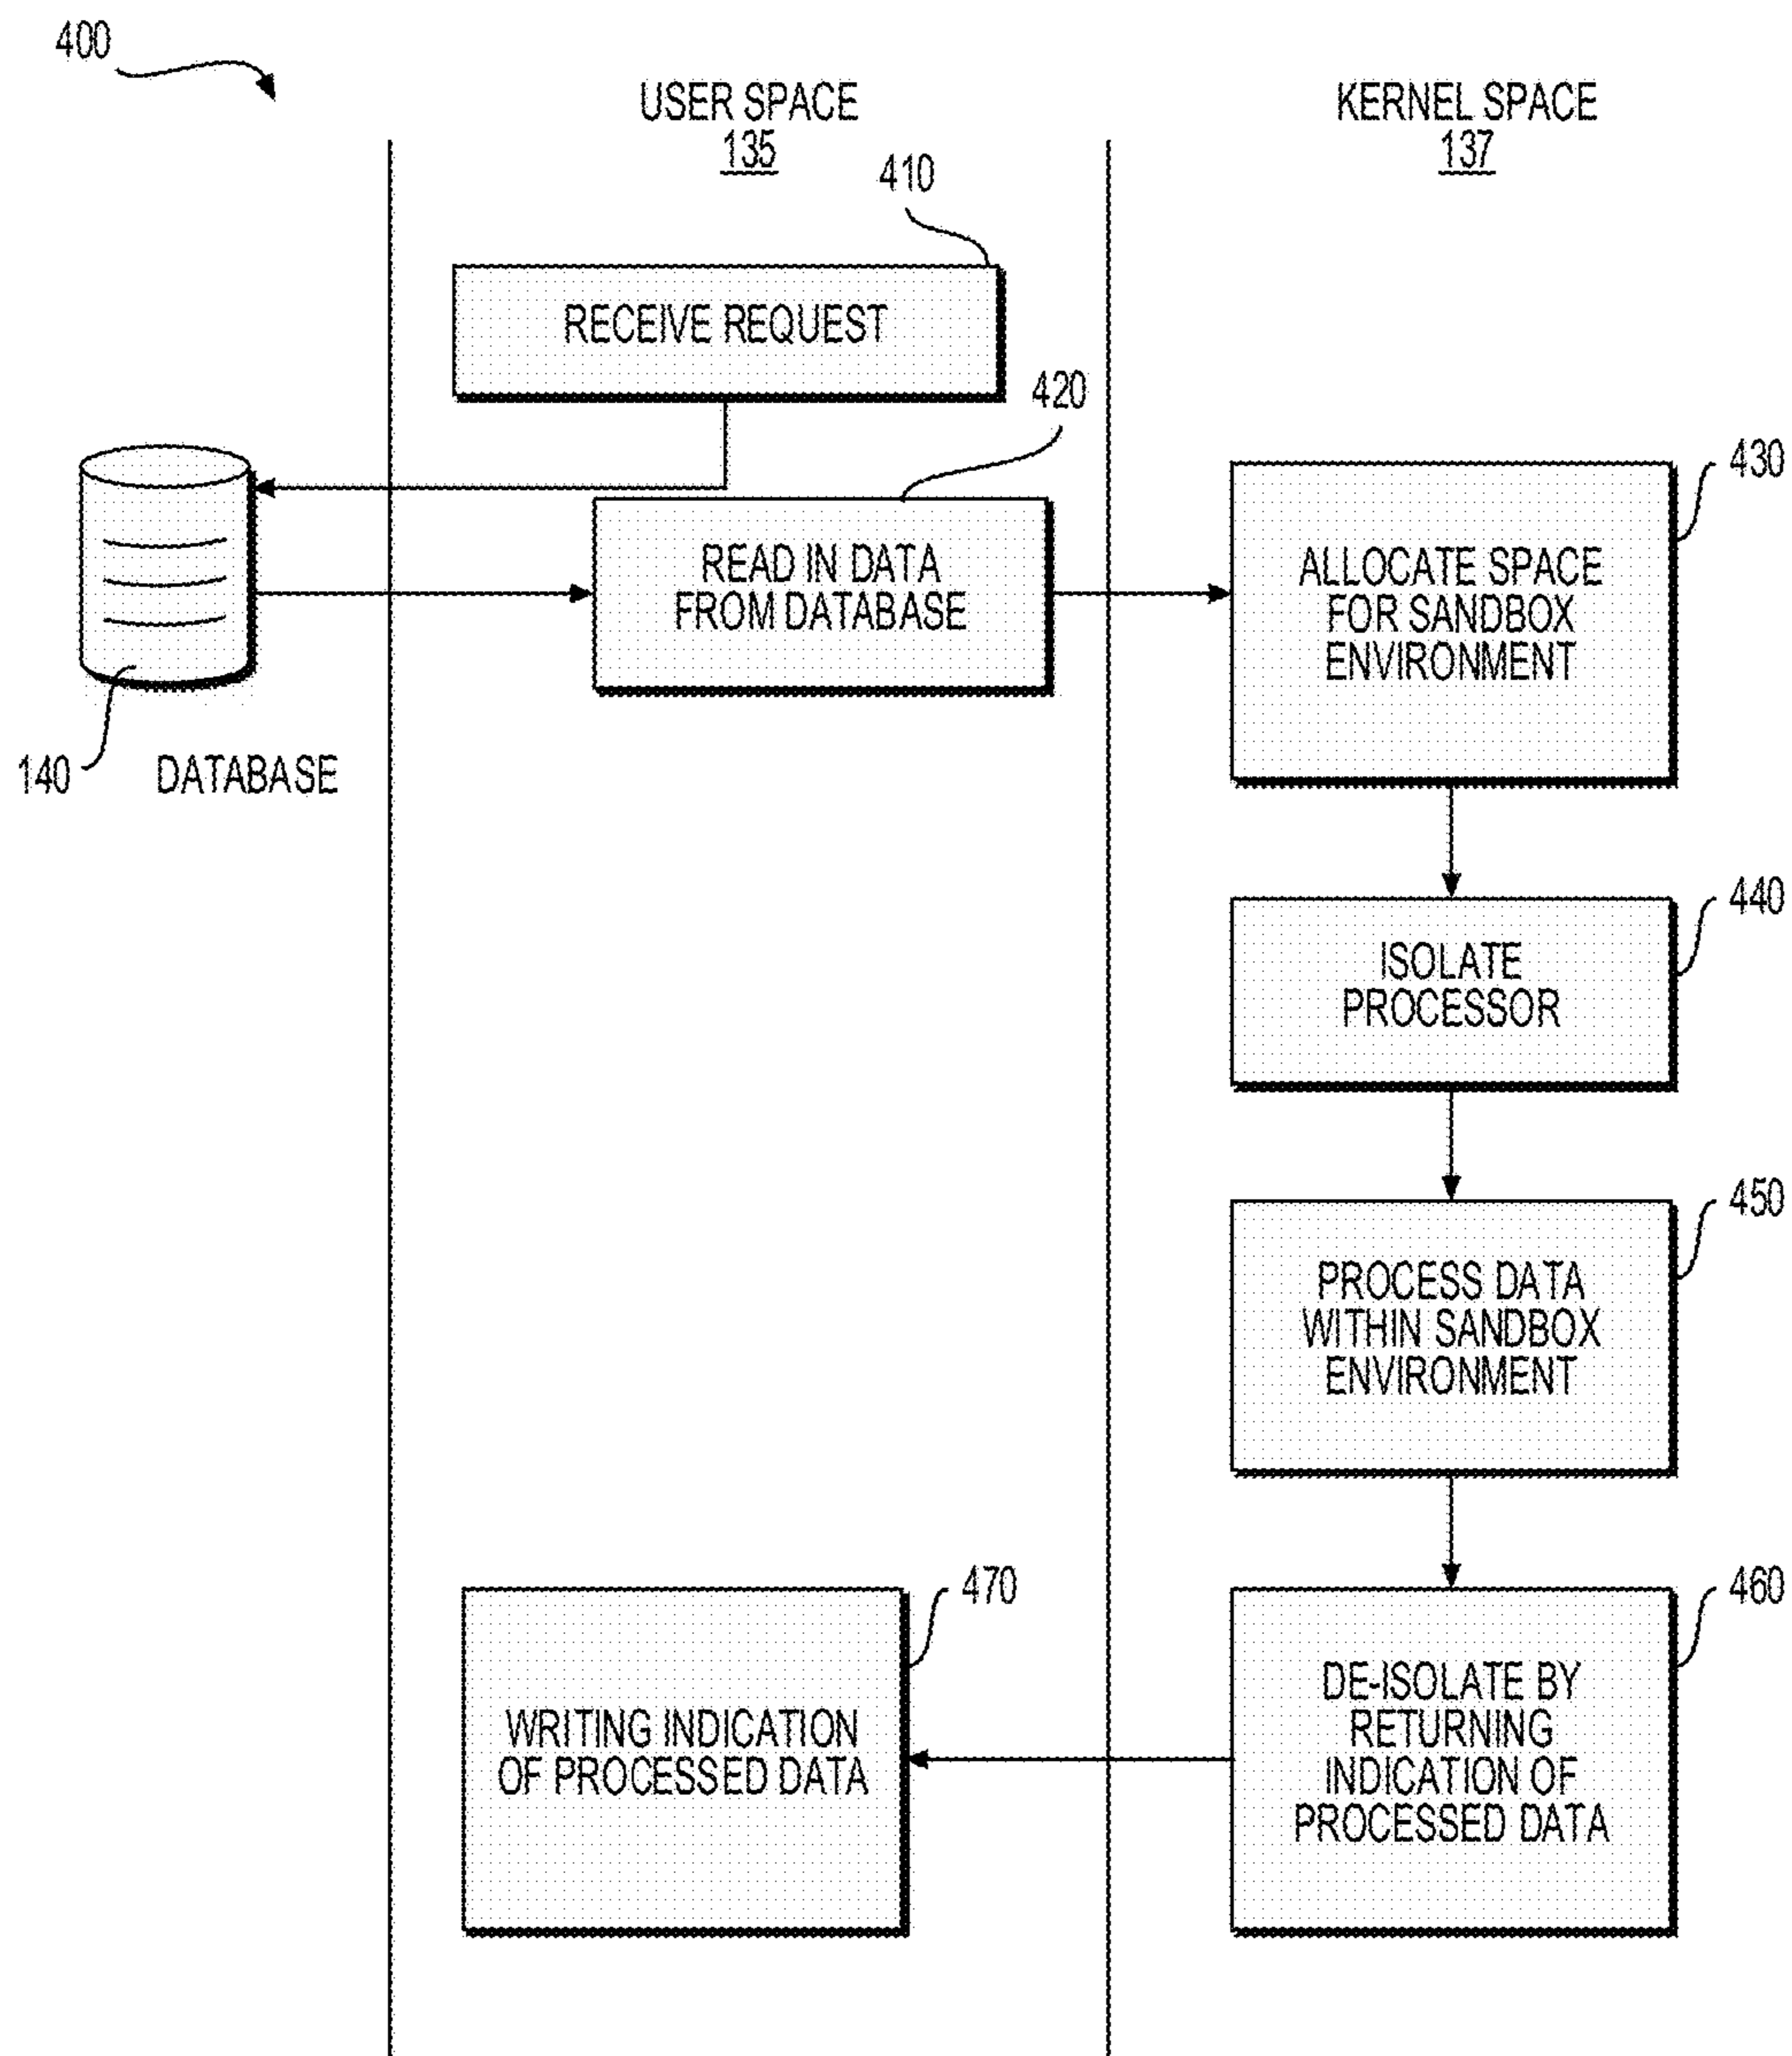 400
USER SPACE
135
KERNEL SPACE
137
410
RECEIVE REQUEST
420
READ IN DATA
FROM DATABASE
430
ALLOCATE SPACE
FOR SANDBOX
ENVIRONMENT
140
DATABASE
440
ISOLATE
PROCESSOR
450
PROCESS DATA
WITHIN SANDBOX
ENVIRONMENT
470
WRITING INDICATION
OF PROCESSED DATA
460
DE-ISOLATE BY
RETURNING
INDICATION OF
PROCESSED DATA